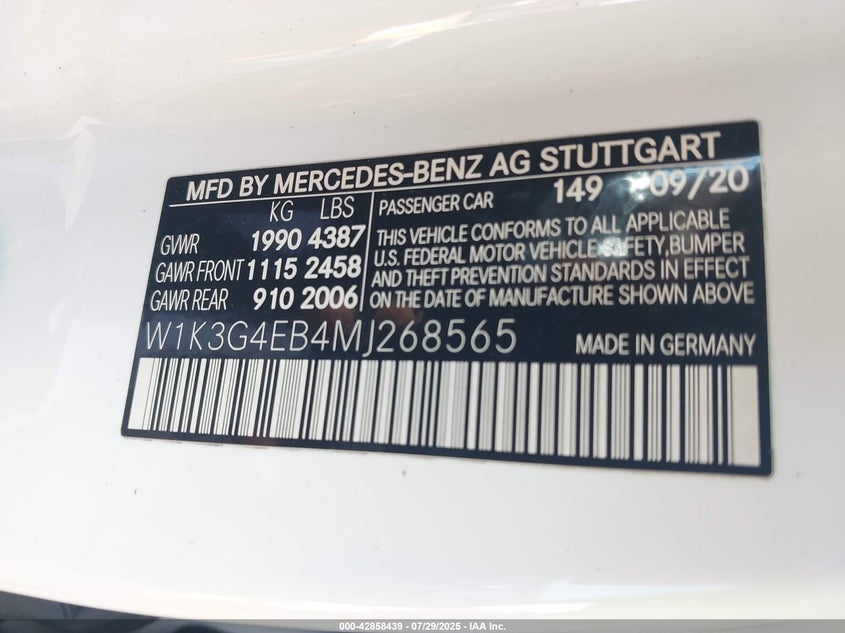 MFD BY MERCEDES-BENZ AG STUTTGART
KG LBS
GVWR 1990 4387
GAWR FRONT 1115 2458
GAWR REAR 910 2006
PASSENGER CAR 149 09/20
THIS VEHICLE CONFORMS TO ALL APPLICABLE
U.S. FEDERAL MOTOR VEHICLE SAFETY, BUMPER
AND THEFT PREVENTION STANDARDS IN EFFECT
ON THE DATE OF MANUFACTURE SHOWN ABOVE
W1K3G4EB4MJ268565 MADE IN GERMANY
000-42858439 | 07/29/2025 - IAA Inc.